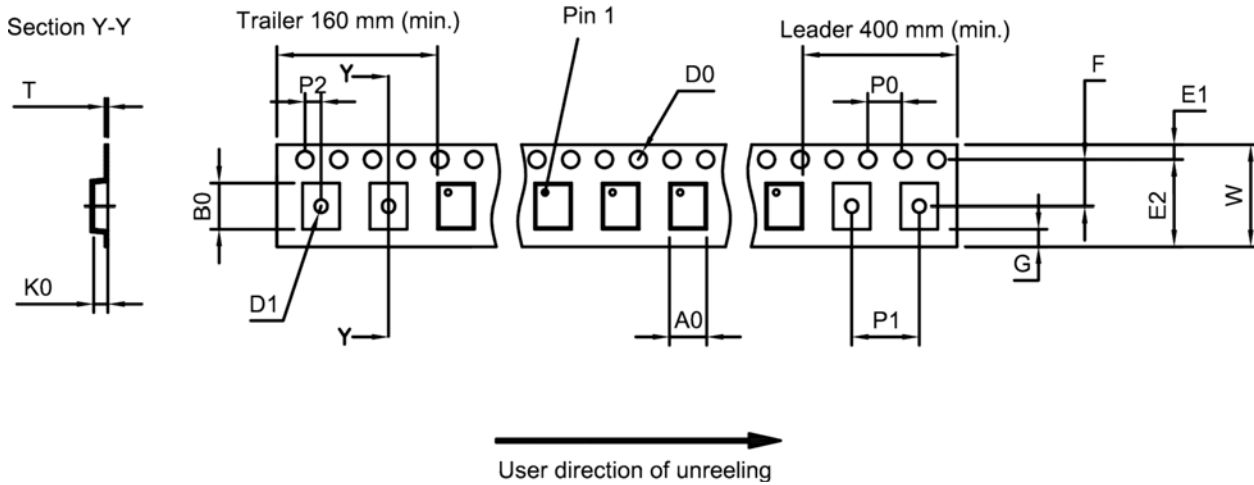 Section Y-Y
Trailer 160 mm (min.)
Pin 1
Leader 400 mm (min.)
T
P2
Y
D0
P0
F
E1
B0
E2
W
K0
D1
Y
A0
P1
G
User direction of unreeling